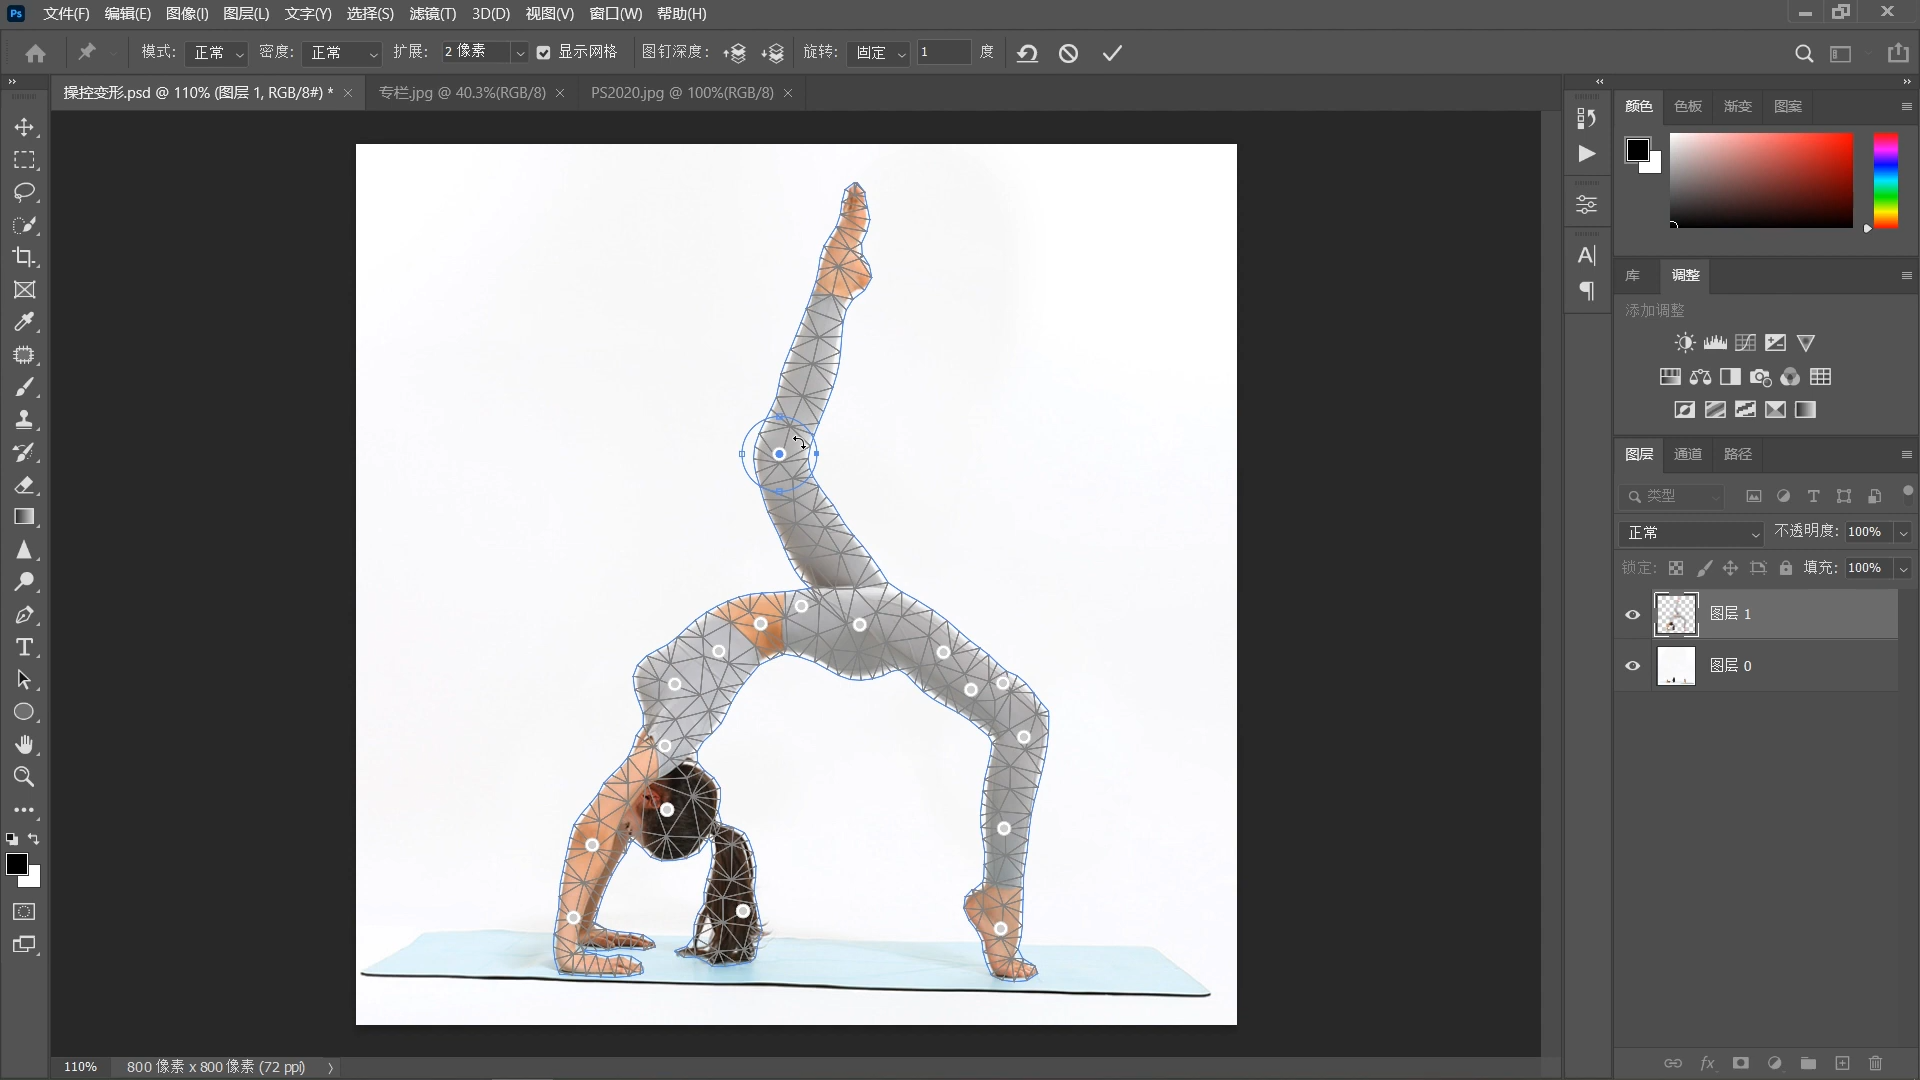 Ps 文件(F) 编辑(E) 图像(I) 图层(L) 文字(Y) 选择(S) 滤镜(T) 3D(D) 视图(V) 窗口(W) 帮助(H)
模式: 正常 密度: 正常 扩展: 2 像素 显示网格 图钉深度: 旋转: 固定 1 度
操控变形.psd @ 110% (图层 1, RGB/8#) * 专栏.jpg @ 40.3%(RGB/8) PS2020.jpg @ 100%(RGB/8)
颜色 色板 渐变 图案
库 调整
添加调整
图层 通道 路径
类型
正常 不透明度: 100%
锁定: 填充: 100%
图层 1
图层 0
110% 800 像素 x 800 像素 (72 ppi)